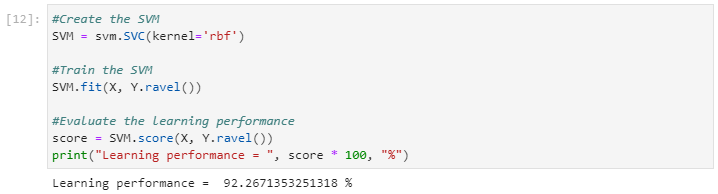 [12]: #Create the SVM
SVM = svm.SVC(kernel='rbf')
#Train the SVM
SVM.fit(X, Y.ravel())
#Evaluate the learning performance
score = SVM.score(X, Y.ravel())
print("Learning performance = ", score * 100, "%")
Learning performance =  92.2671353251318 %